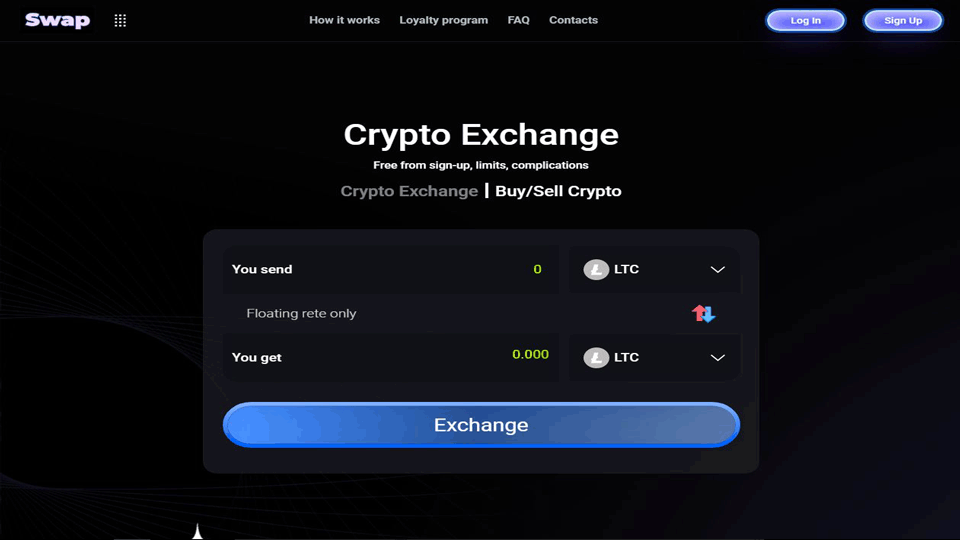 Swap How it works Loyalty program FAQ Contacts Log In Sign Up
Crypto Exchange
Free from sign-up, limits, complications
Crypto Exchange | Buy/Sell Crypto
You send 0 LTC
Floating rete only
You get 0.000 LTC
Exchange